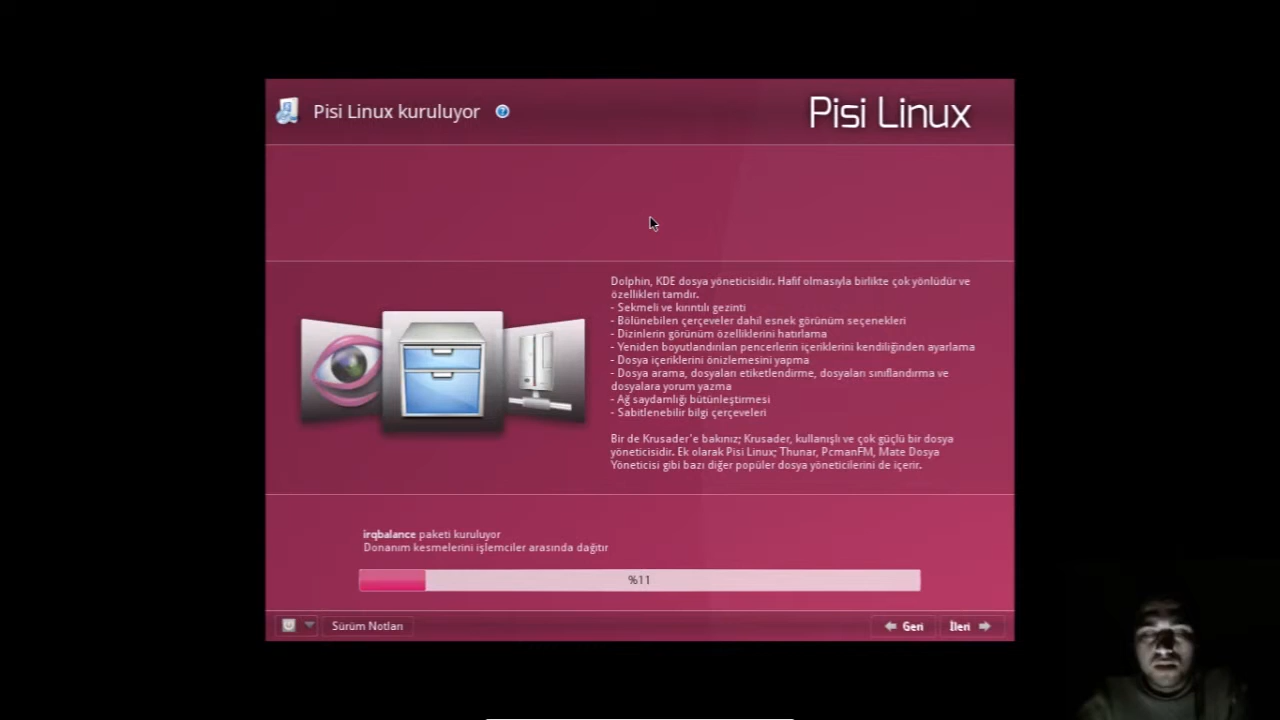 Pisi Linux kuruluyor
Pisi Linux
Dolphin, KDE dosya yöneticisidir. Hafif olmasıyla birlikte çok yönlüdür ve
özellikleri tamdır.
- Sekmeli ve kırıntılı gezinti
- Bölünebilen çerçeveler dahil esnek görünüm seçenekleri
- Dizinlerin görünüm özelliklerini hatırlama
- Yeniden boyutlandırılan pencerlerin içeriklerini kendiliğinden ayarlama
- Dosya içeriklerini önizlemesini yapma
- Dosya arama, dosyaları etiketlendirme, dosyaları sınıflandırma ve
dosyalara yorum yazma
- Ağ saydamlığı bütünleştirmesi
- Sabitlenebilir bilgi çerçeveleri
Bir de Krusader'e bakınız; Krusader, kullanışlı ve çok güçlü bir dosya
yöneticisidir. Ek olarak Pisi Linux; Thunar, PcmanFM, Mate Dosya
Yöneticisi gibi bazı diğer popüler dosya yöneticilerini de içerir.
irqbalance paketi kuruluyor
Donanım kesmelerini işlemciler arasında dağıtır
%11
Sürüm Notları
Geri
İleri